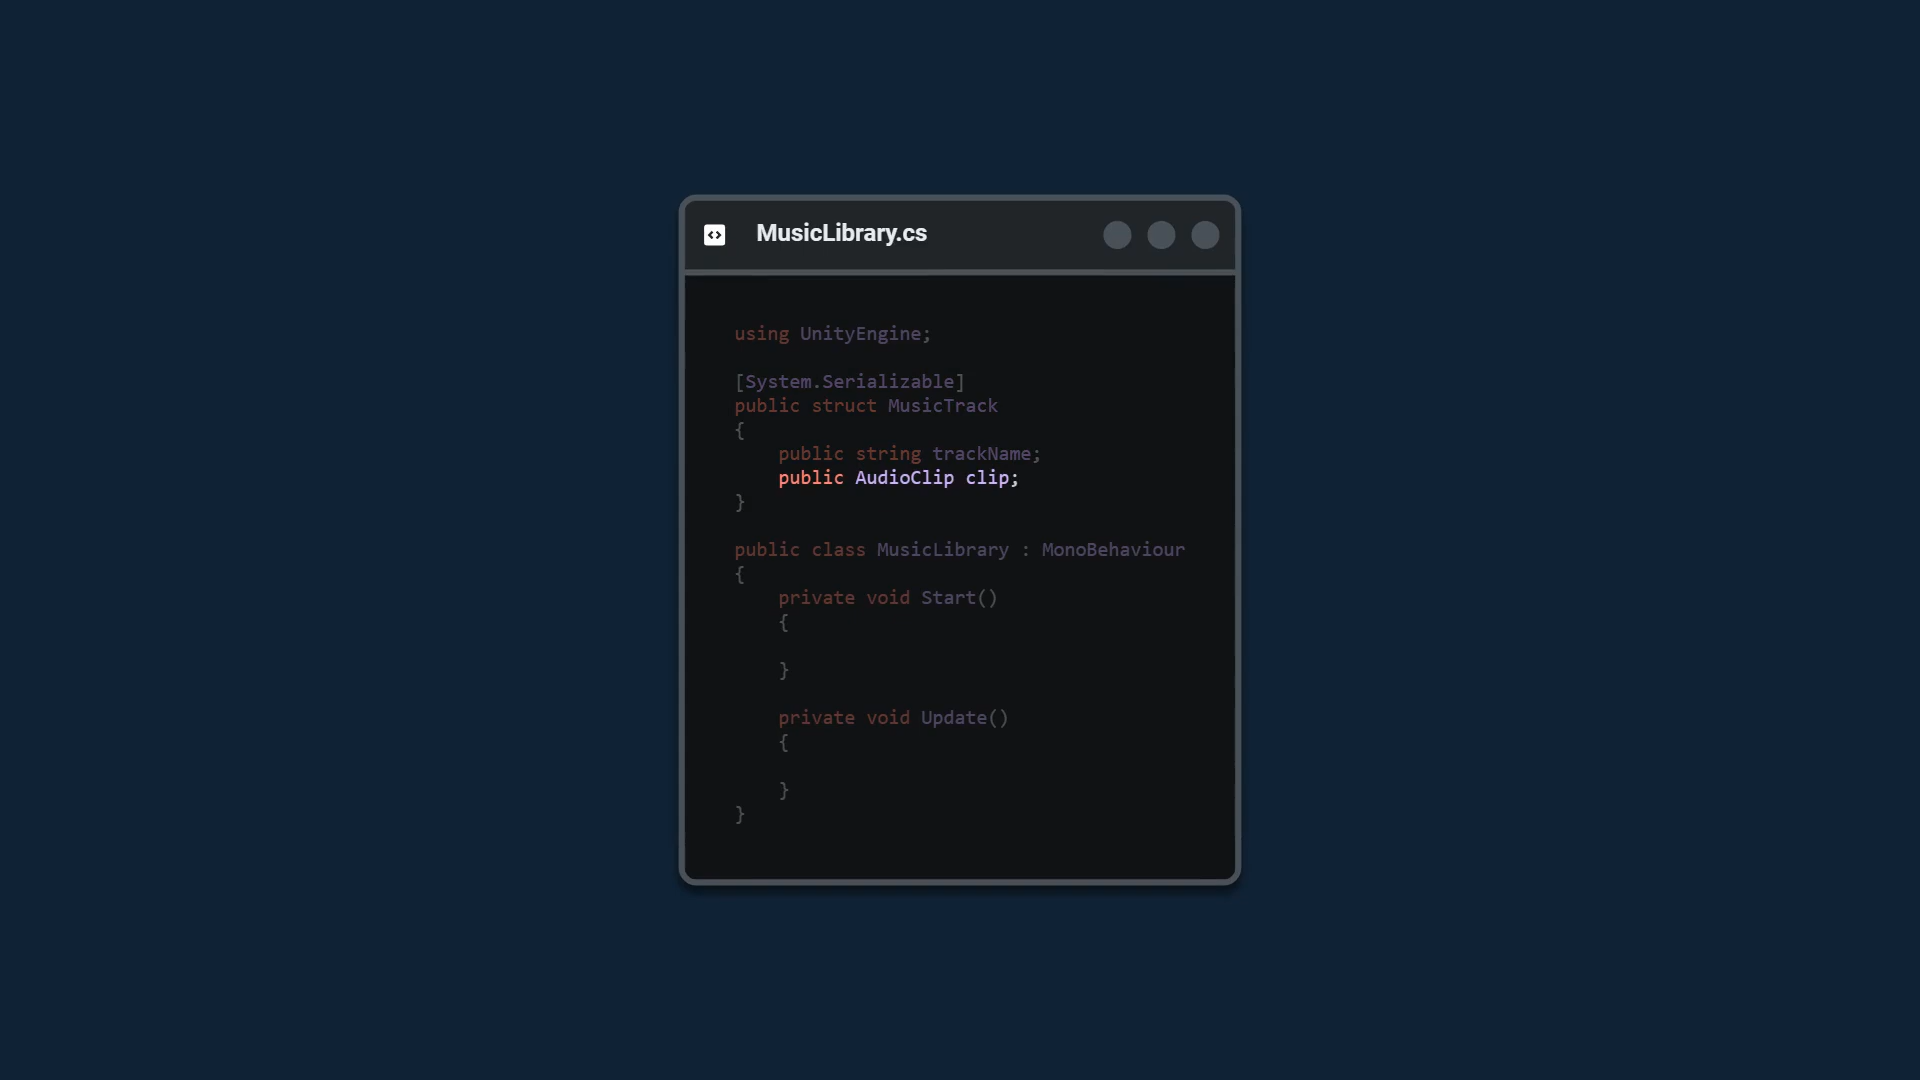 MusicLibrary.cs
using UnityEngine;
[System.Serializable]
public struct MusicTrack
{
    public string trackName;
    public AudioClip clip;
}
public class MusicLibrary : MonoBehaviour
{
    private void Start()
    {
    }
    private void Update()
    {
    }
}